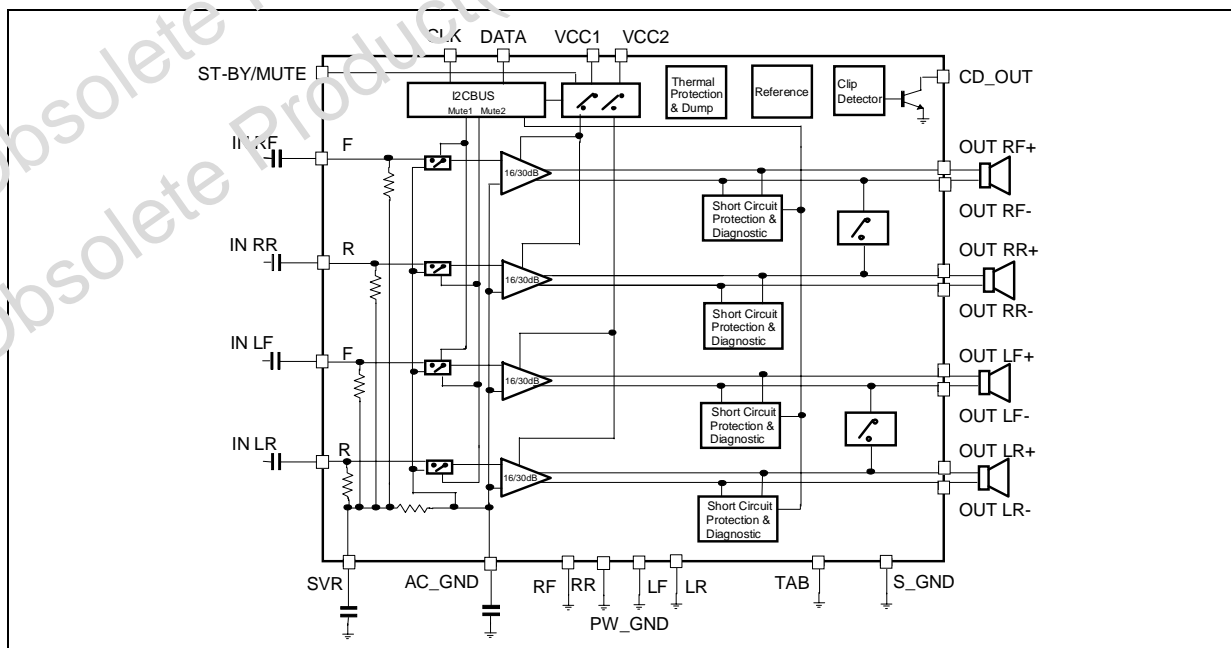 Obsolete Product(
Obsolete
CLK DATA VCC1 VCC2
ST-BY/MUTE
CD_OUT
I2CBUS
Mute1 Mute2
Thermal
Protection
& Dump
Reference
Clip
Detector
IN RF
F
16/30dB
OUT RF+
OUT RF-
Short Circuit
Protection &
Diagnostic
IN RR
R
16/30dB
OUT RR+
OUT RR-
Short Circuit
Protection &
Diagnostic
IN LF
F
16/30dB
OUT LF+
OUT LF-
Short Circuit
Protection &
Diagnostic
IN LR
R
16/30dB
OUT LR+
OUT LR-
Short Circuit
Protection &
Diagnostic
SVR
AC_GND
RF RR LF LR
PW_GND
TAB
S_GND